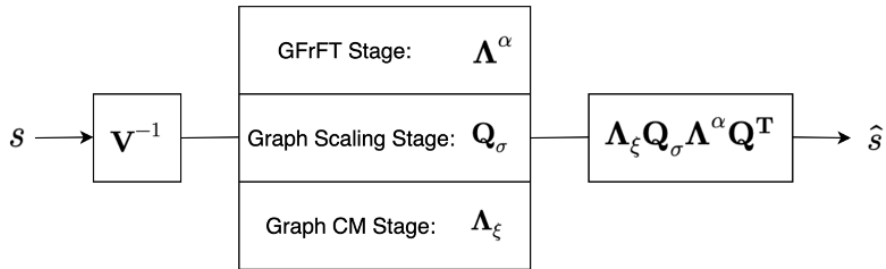 GFrFT Stage: Λ^α
s
V^{-1}
Graph Scaling Stage: Q_σ
Λ_ξ Q_σ Λ^α Q^T
ŝ
Graph CM Stage: Λ_ξ